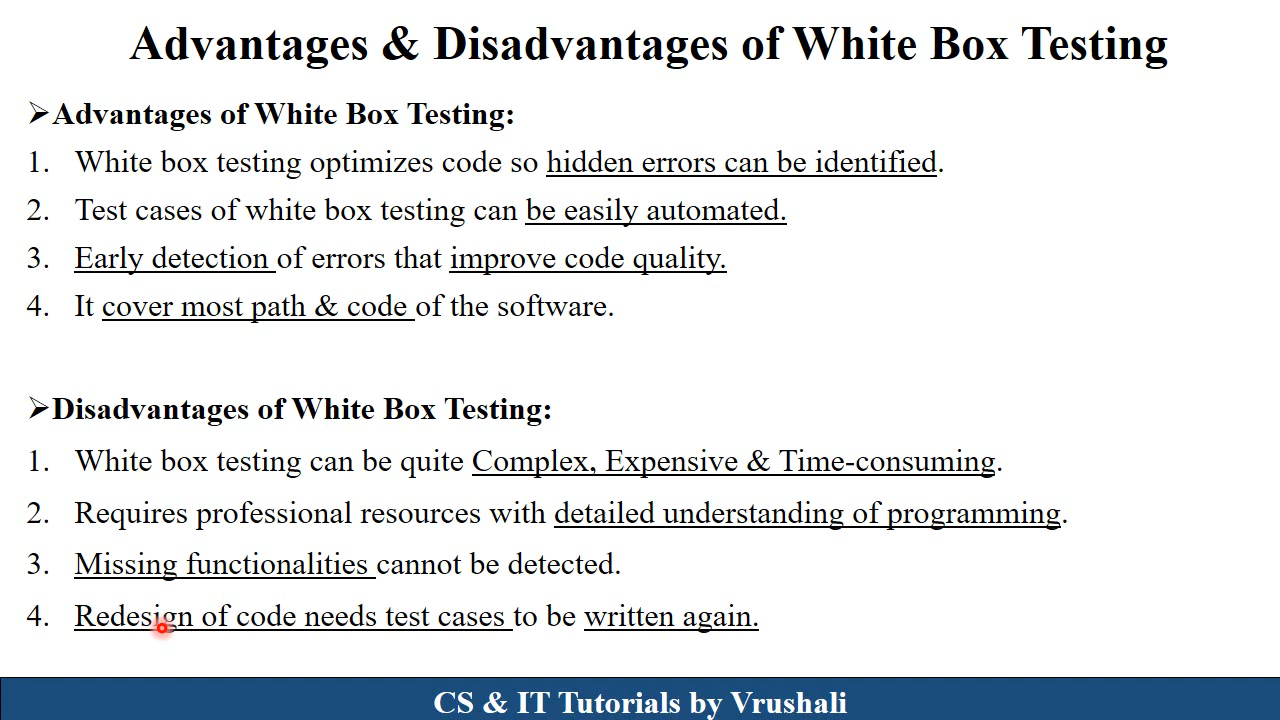 Advantages & Disadvantages of White Box Testing
➢Advantages of White Box Testing:
1. White box testing optimizes code so hidden errors can be identified.
2. Test cases of white box testing can be easily automated.
3. Early detection of errors that improve code quality.
4. It cover most path & code of the software.
➢Disadvantages of White Box Testing:
1. White box testing can be quite Complex, Expensive & Time-consuming.
2. Requires professional resources with detailed understanding of programming.
3. Missing functionalities cannot be detected.
4. Redesign of code needs test cases to be written again.
CS & IT Tutorials by Vrushali